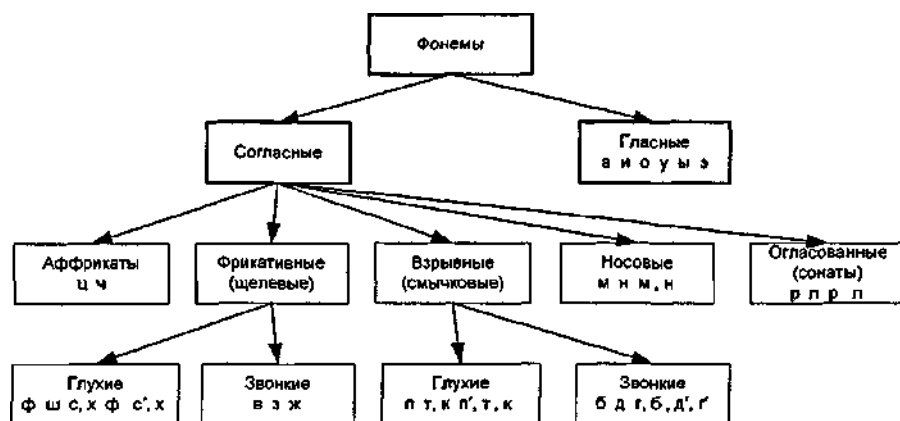 Фонемы
Согласные
Гласные
а и о у ы э
Аффрикаты
ц ч
Фрикативные
(щелевые)
Взрывные
(смычковые)
Носовые
м н м, н
Огласованные
(сонаты)
р л р л
Глухие
ф ш с, х ф с', х
Звонкие
в з ж
Глухие
п т, к п', т, к
Звонкие
б д г, б, д', г'